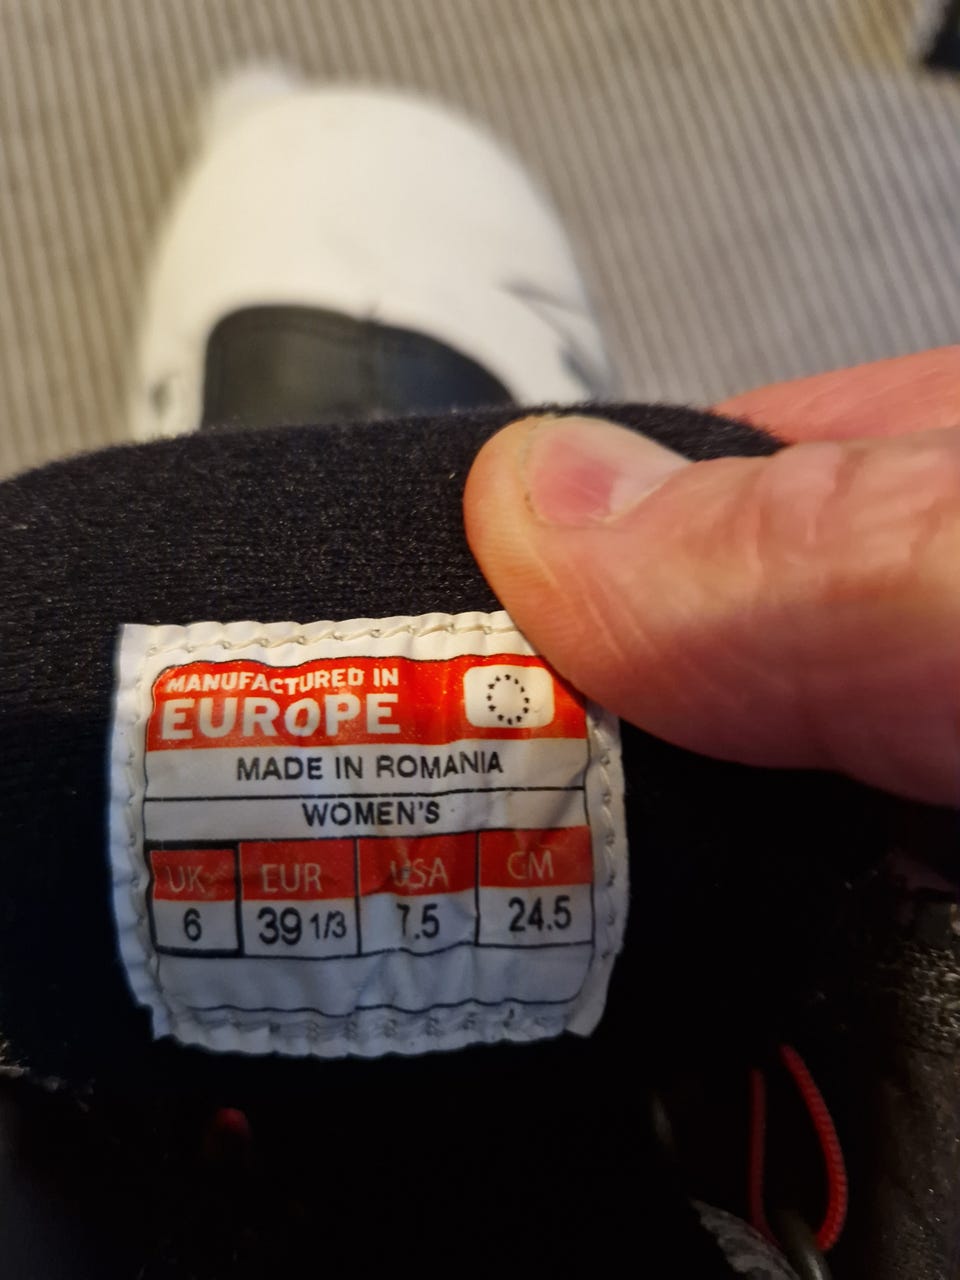 MANUFACTURED IN
EUROPE
MADE IN ROMANIA
WOMEN'S
UK EUR USA CM
6 39 1/3 7.5 24.5